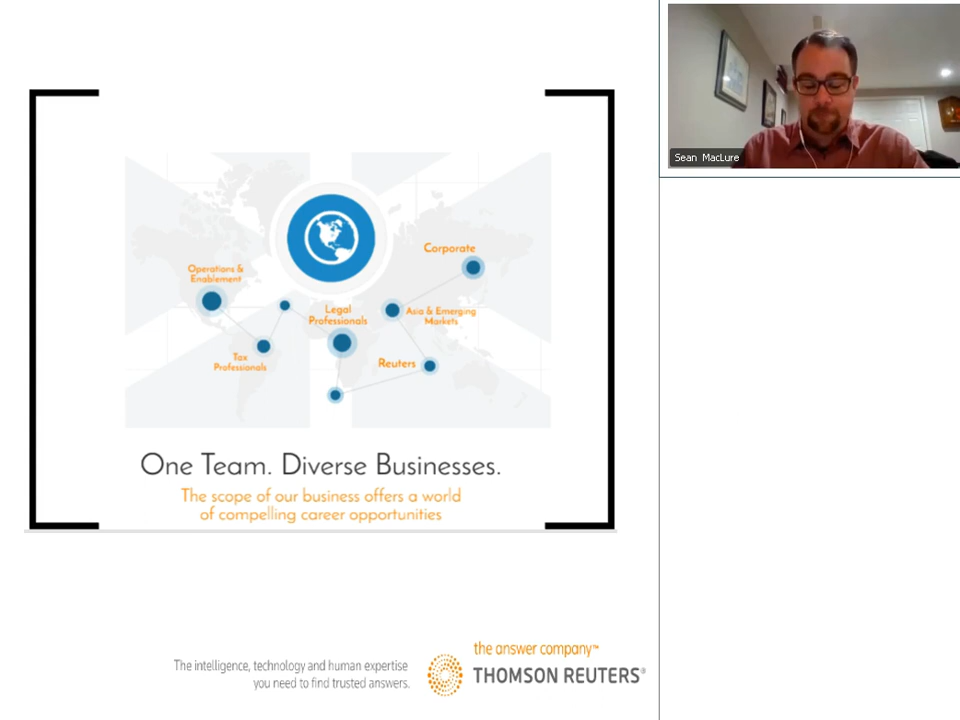 Sean MacLure
Corporate
Operations &
Enablement
Legal
Professionals
Asia & Emerging
Markets
Tax
Professionals
Reuters
One Team. Diverse Businesses.
The scope of our business offers a world
of compelling career opportunities
the answer company™
The intelligence, technology and human expertise
you need to find trusted answers.
THOMSON REUTERS®